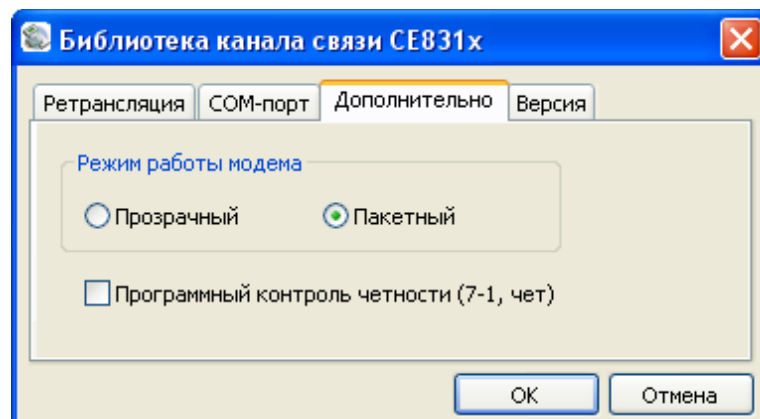 Библиотека канала связи CE831x
Ретрансляция COM-порт Дополнительно Версия
Режим работы модема
Прозрачный Пакетный
Программный контроль четности (7-1, чет)
OK Отмена